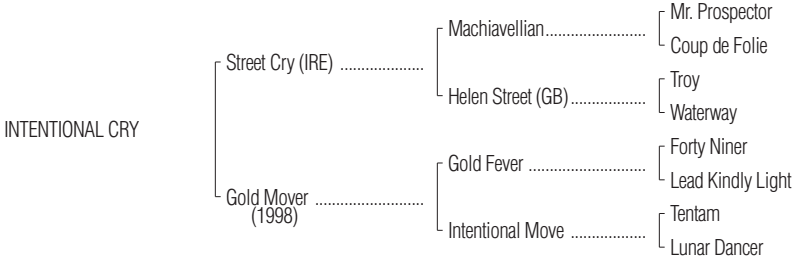 Mr. Prospector
Machiavellian.......................
Coup de Folie
Street Cry (IRE) ...................
Troy
Helen Street (GB).................
Waterway
INTENTIONAL CRY
Forty Niner
Gold Fever ..........................
Lead Kindly Light
Gold Mover ........................
(1998)
Tentam
Intentional Move .................
Lunar Dancer